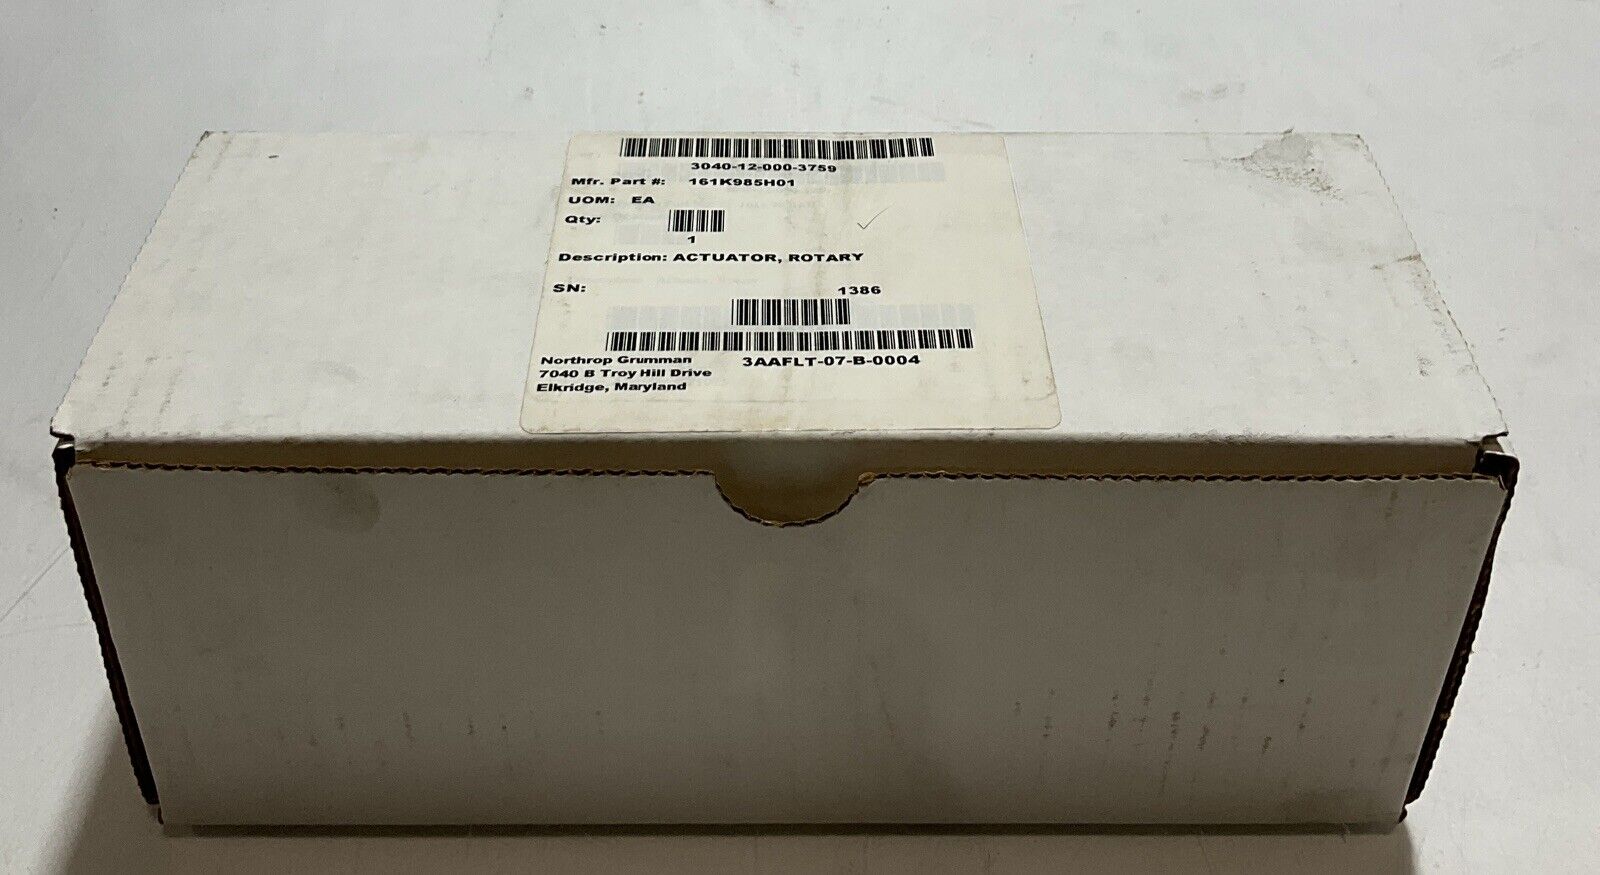 3040-12-000-3759
Mfr. Part #: 161K985H01
UOM: EA
Qty:
1
Description: ACTUATOR, ROTARY
SN: 1386
Northrop Grumman 3AAFLT-07-B-0004
7040 B Troy Hill Drive
Elkridge, Maryland